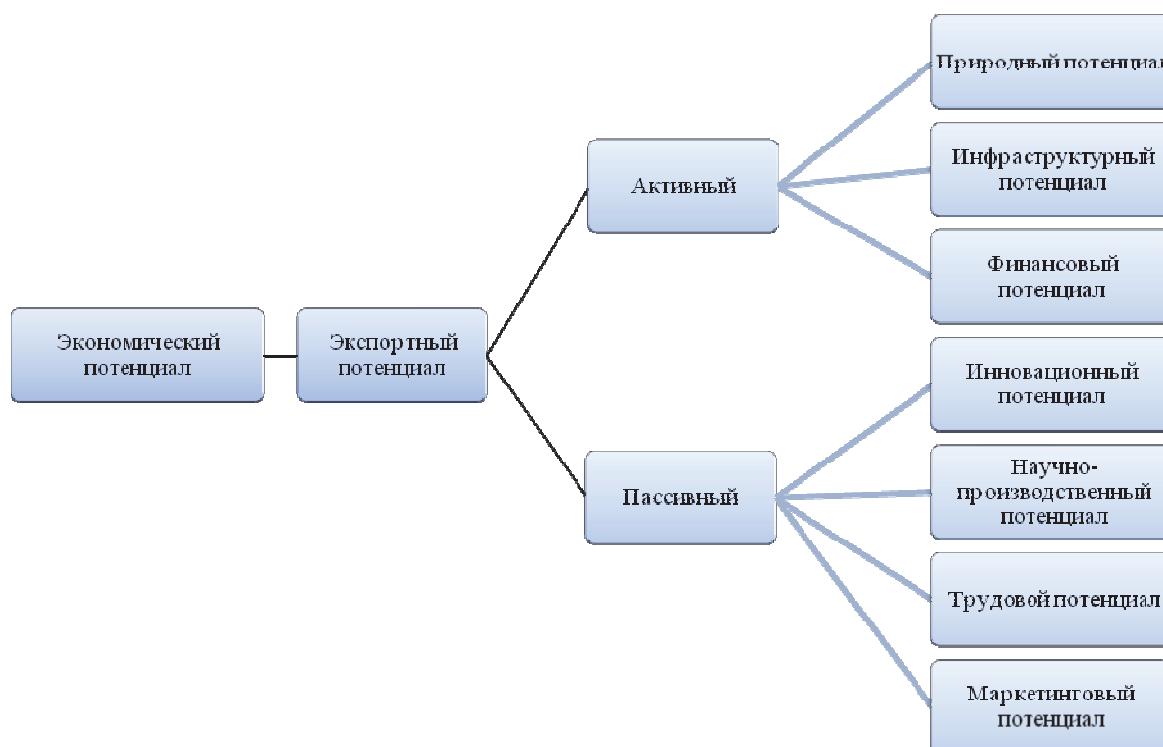 Экономический
потенциал
Экспортный
потенциал
Активный
Природный потенциал
Инфраструктурный
потенциал
Финансовый
потенциал
Пассивный
Инновационный
потенциал
Научно-
производственный
потенциал
Трудовой потенциал
Маркетинговый
потенциал